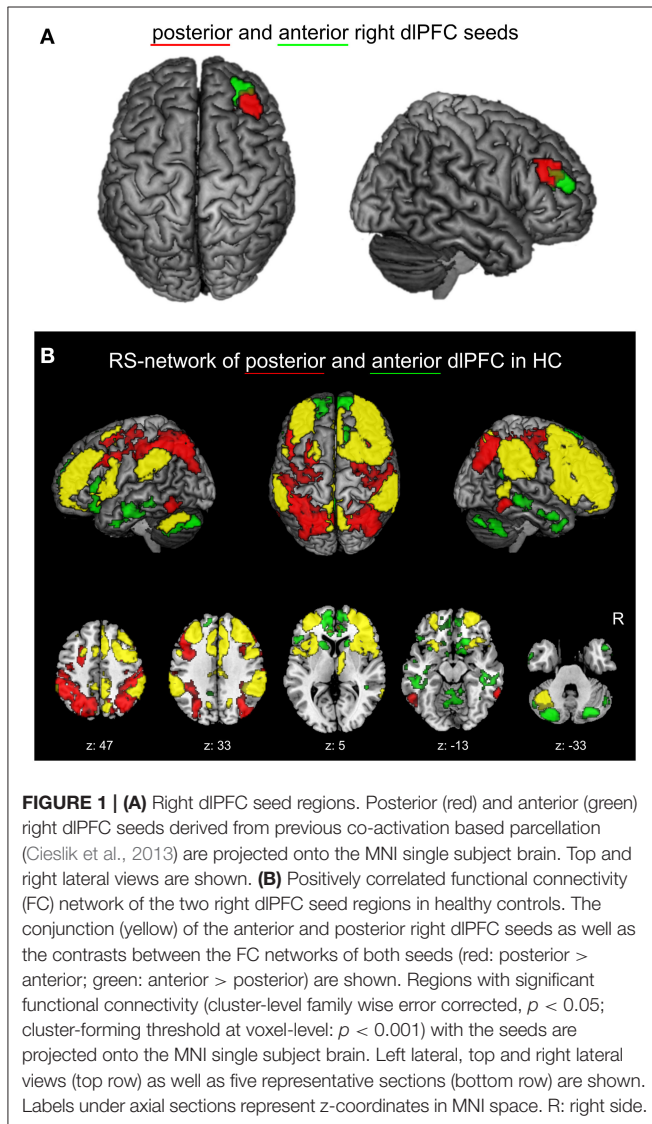 A
posterior and anterior right dlPFC seeds
B
RS-network of posterior and anterior dlPFC in HC
R
z: 47
z: 33
z: 5
z: -13
z: -33
FIGURE 1 | (A) Right dlPFC seed regions. Posterior (red) and anterior (green)
right dlPFC seeds derived from previous co-activation based parcellation
(Cieslik et al., 2013) are projected onto the MNI single subject brain. Top and
right lateral views are shown. (B) Positively correlated functional connectivity
(FC) network of the two right dlPFC seed regions in healthy controls. The
conjunction (yellow) of the anterior and posterior right dlPFC seeds as well as
the contrasts between the FC networks of both seeds (red: posterior >
anterior; green: anterior > posterior) are shown. Regions with significant
functional connectivity (cluster-level family wise error corrected, p < 0.05;
cluster-forming threshold at voxel-level: p < 0.001) with the seeds are
projected onto the MNI single subject brain. Left lateral, top and right lateral
views (top row) as well as five representative sections (bottom row) are shown.
Labels under axial sections represent z-coordinates in MNI space. R: right side.